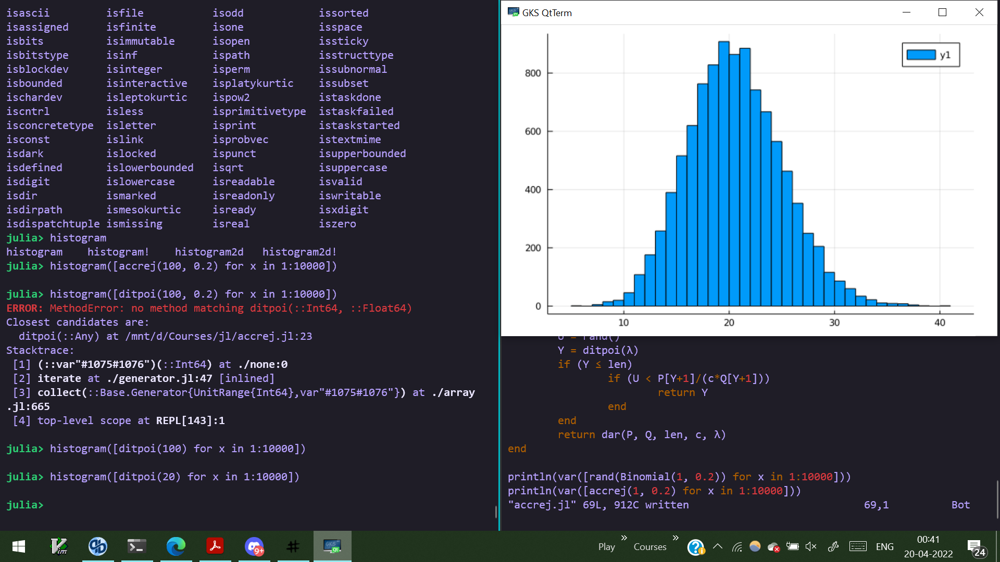 isascii isfile isodd issorted
isassigned isfinite isone isspace
isbits isimmutable isopen issticky
isbitstype isinf ispath isstructtype
isblockdev isinteger isperm issubnormal
isbounded isinteractive isplatykurtic issubset
ischardev isleptokurtic ispow2 istaskdone
iscntrl isless isprimitivetype istaskfailed
isconcretetype isletter isprint istaskstarted
isconst islink isprobvec istextmime
isdark islocked ispunct isupperbounded
isdefined islowerbounded isqrt isuppercase
isdigit islowercase isreadable isvalid
isdir ismarked isreadonly iswritable
isdirpath ismesokurtic isready isxdigit
isdispatchtuple ismissing isreal iszero
julia> histogram
histogram histogram! histogram2d histogram2d!
julia> histogram([accrej(100, 0.2) for x in 1:10000])
julia> histogram([ditpoi(100, 0.2) for x in 1:10000])
ERROR: MethodError: no method matching ditpoi(::Int64, ::Float64)
Closest candidates are:
ditpoi(::Any) at /mnt/d/Courses/jl/accrej.jl:23
Stacktrace:
[1] (::var"#1075#1076")(::Int64) at ./none:0
[2] iterate at ./generator.jl:47 [inlined]
[3] collect(::Base.Generator{UnitRange{Int64},var"#1075#1076"}) at ./array
.jl:665
[4] top-level scope at REPL[143]:1
julia> histogram([ditpoi(100) for x in 1:10000])
julia> histogram([ditpoi(20) for x in 1:10000])
julia>
GKS QtTerm
y1
800
600
400
200
0
10 20 30 40
U = rand()
Y = ditpoi(λ)
if (Y ≤ len)
if (U < P[Y+1]/(c*Q[Y+1]))
return Y
end
end
return dar(P, Q, len, c, λ)
end
println(var([rand(Binomial(1, 0.2)) for x in 1:10000]))
println(var([accrej(1, 0.2) for x in 1:10000]))
"accrej.jl" 69L, 912C written 69,1 Bot
Vim
9+
GKS
Qt
Play » Courses » ENG
00:41
20-04-2022
24